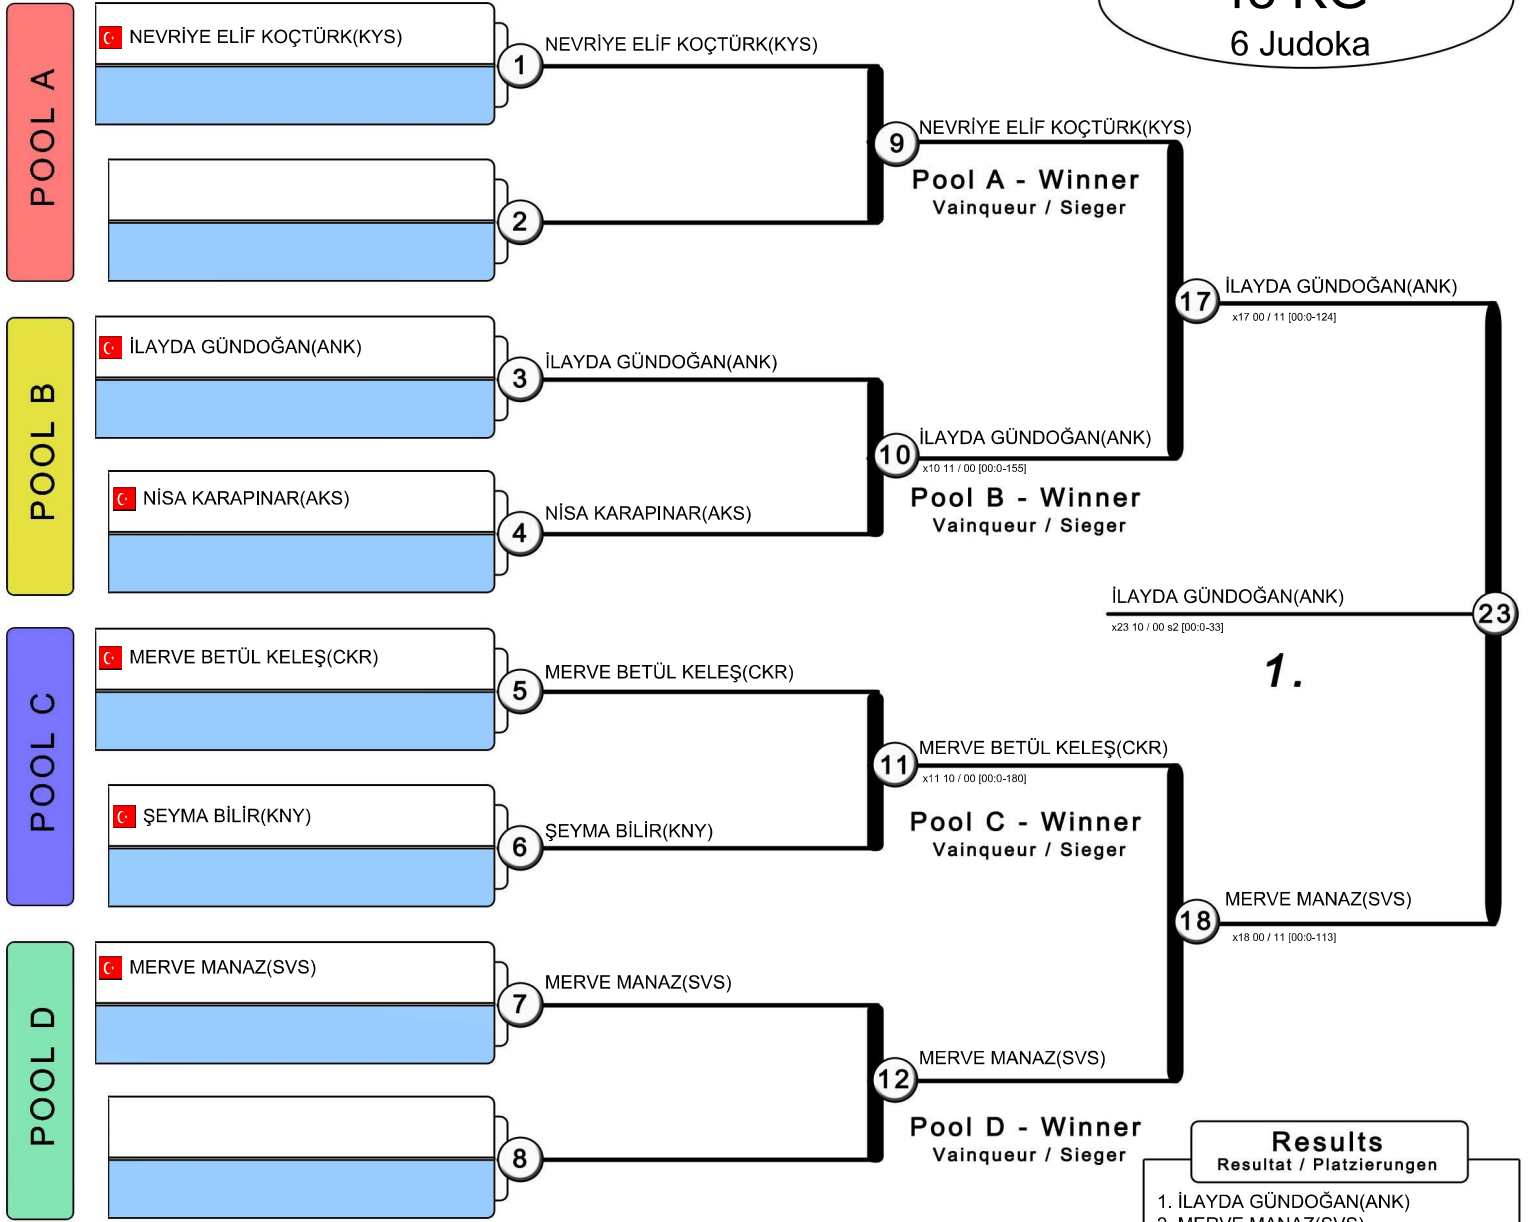 6 Judoka
POOL A
NEVRİYE ELİF KOÇTÜRK(KYS)
1
NEVRİYE ELİF KOÇTÜRK(KYS)
2
9
NEVRİYE ELİF KOÇTÜRK(KYS)
Pool A - Winner
Vainqueur / Sieger
17
İLAYDA GÜNDOĞAN(ANK)
x17 00 / 11 [00:0-124]
POOL B
İLAYDA GÜNDOĞAN(ANK)
3
İLAYDA GÜNDOĞAN(ANK)
NİSA KARAPINAR(AKS)
4
NİSA KARAPINAR(AKS)
10
İLAYDA GÜNDOĞAN(ANK)
x10 11 / 00 [00:0-155]
Pool B - Winner
Vainqueur / Sieger
İLAYDA GÜNDOĞAN(ANK)
23
x23 10 / 00 s2 [00:0-33]
1.
POOL C
MERVE BETÜL KELEŞ(CKR)
5
MERVE BETÜL KELEŞ(CKR)
ŞEYMA BİLİR(KNY)
6
ŞEYMA BİLİR(KNY)
11
MERVE BETÜL KELEŞ(CKR)
x11 10 / 00 [00:0-180]
Pool C - Winner
Vainqueur / Sieger
18
MERVE MANAZ(SVS)
x18 00 / 11 [00:0-113]
POOL D
MERVE MANAZ(SVS)
7
MERVE MANAZ(SVS)
8
12
MERVE MANAZ(SVS)
Pool D - Winner
Vainqueur / Sieger
Results
Resultat / Platzierungen
1. İLAYDA GÜNDOĞAN(ANK)
2. MERVE MANAZ(SVS)